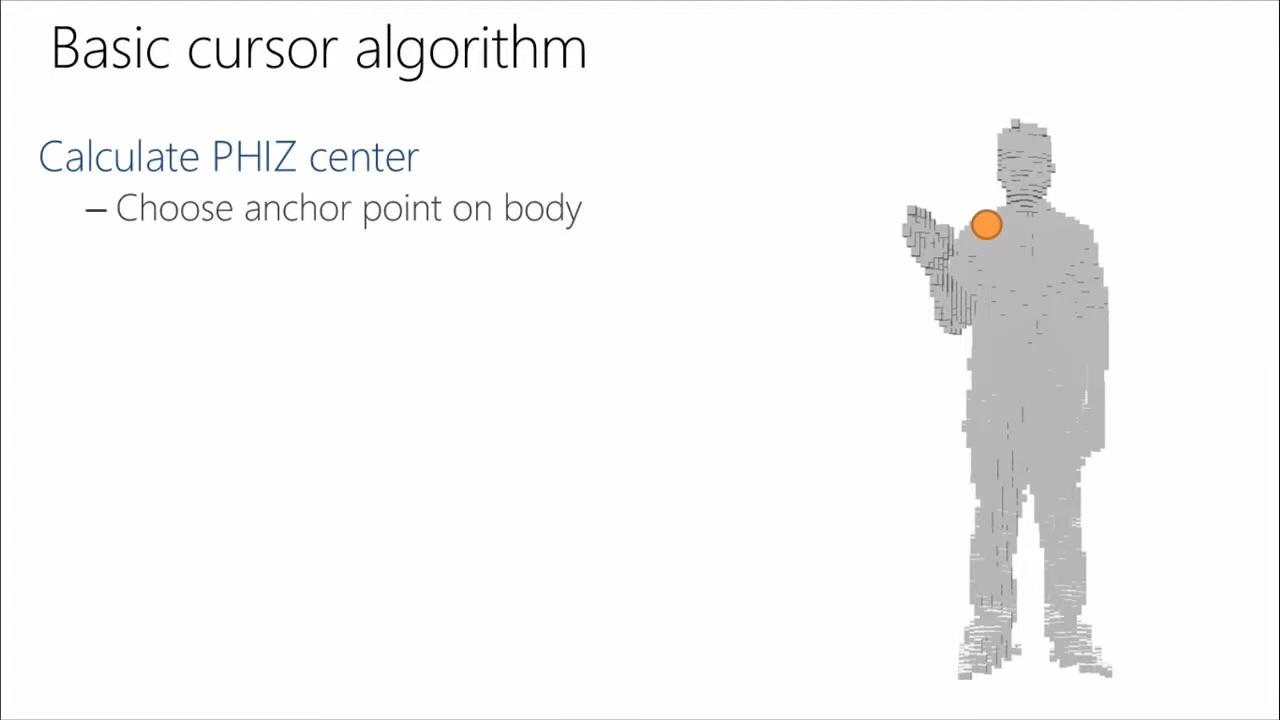 Basic cursor algorithm
Calculate PHIZ center
– Choose anchor point on body